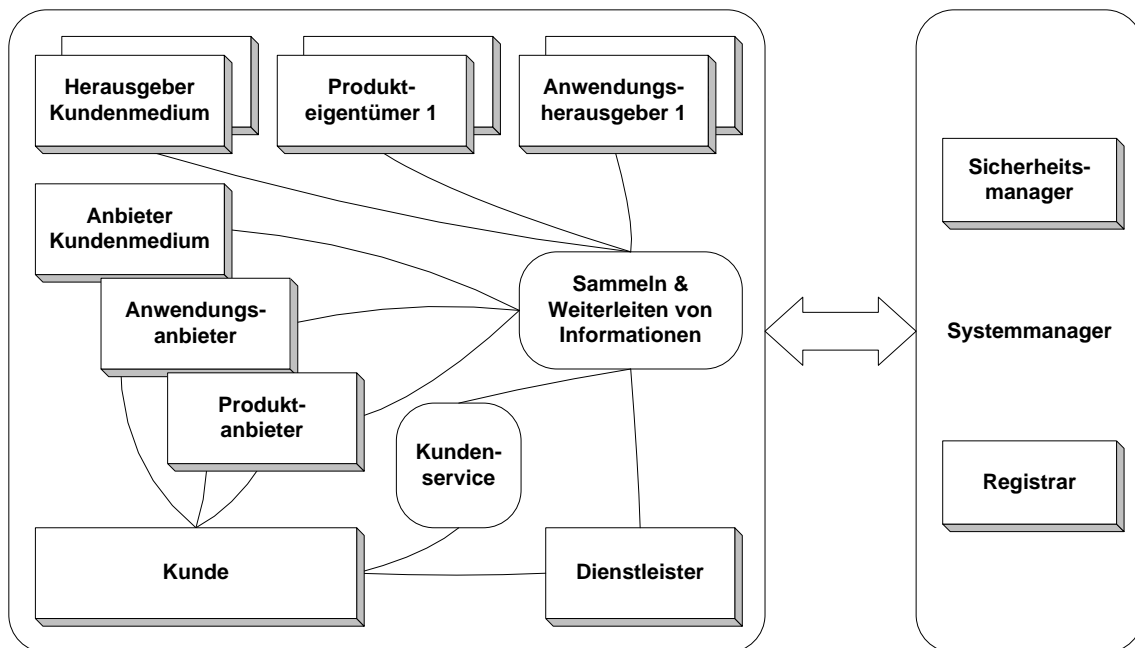 Herausgeber
Kundenmedium
Produkt-
eigentümer 1
Anwendungs-
herausgeber 1
Anbieter
Kundenmedium
Anwendungs-
anbieter
Produkt-
anbieter
Sammeln &
Weiterleiten von
Informationen
Kunden-
service
Kunde
Dienstleister
Sicherheits-
manager
Systemmanager
Registrar